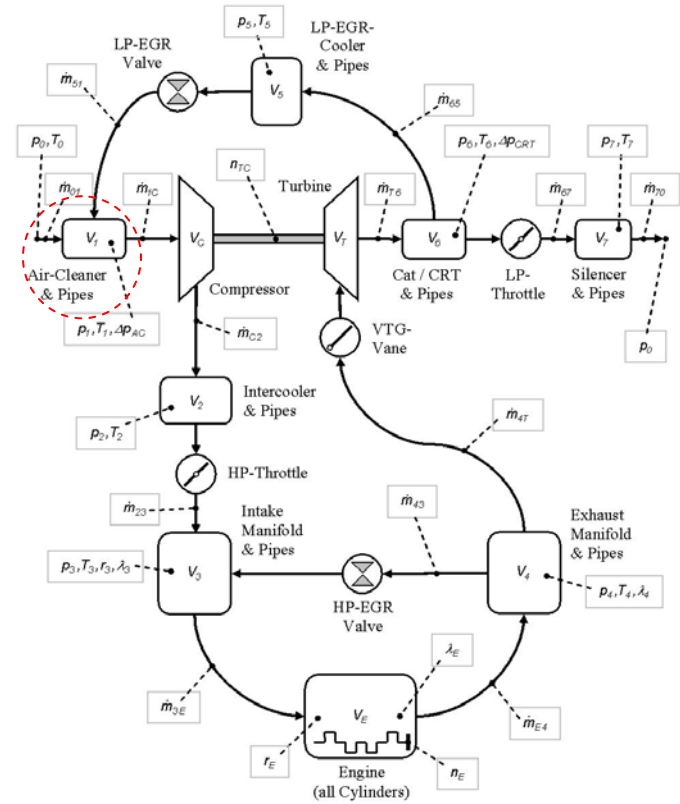 p5,T5
LP-EGR-
Cooler
& Pipes
LP-EGR
Valve
V5
ṁ51
ṁ65
p0,T0
nTC
p6,T6,ΔpCRT
p7,T7
Turbine
ṁ01
ṁ1C
ṁT6
ṁ67
ṁ70
V1
VC
VT
V6
V7
Air-Cleaner
& Pipes
Compressor
Cat / CRT
& Pipes
LP-
Throttle
Silencer
& Pipes
p1,T1,ΔpAC
ṁC2
VTG-
Vane
p0
V2
Intercooler
& Pipes
p2,T2
ṁ4T
HP-Throttle
ṁ23
Intake
Manifold
& Pipes
ṁ43
Exhaust
Manifold
& Pipes
p3,T3,r3,λ3
V3
V4
HP-EGR
Valve
p4,T4,λ4
λE
ṁ3E
VE
ṁE4
rE
nE
Engine
(all Cylinders)